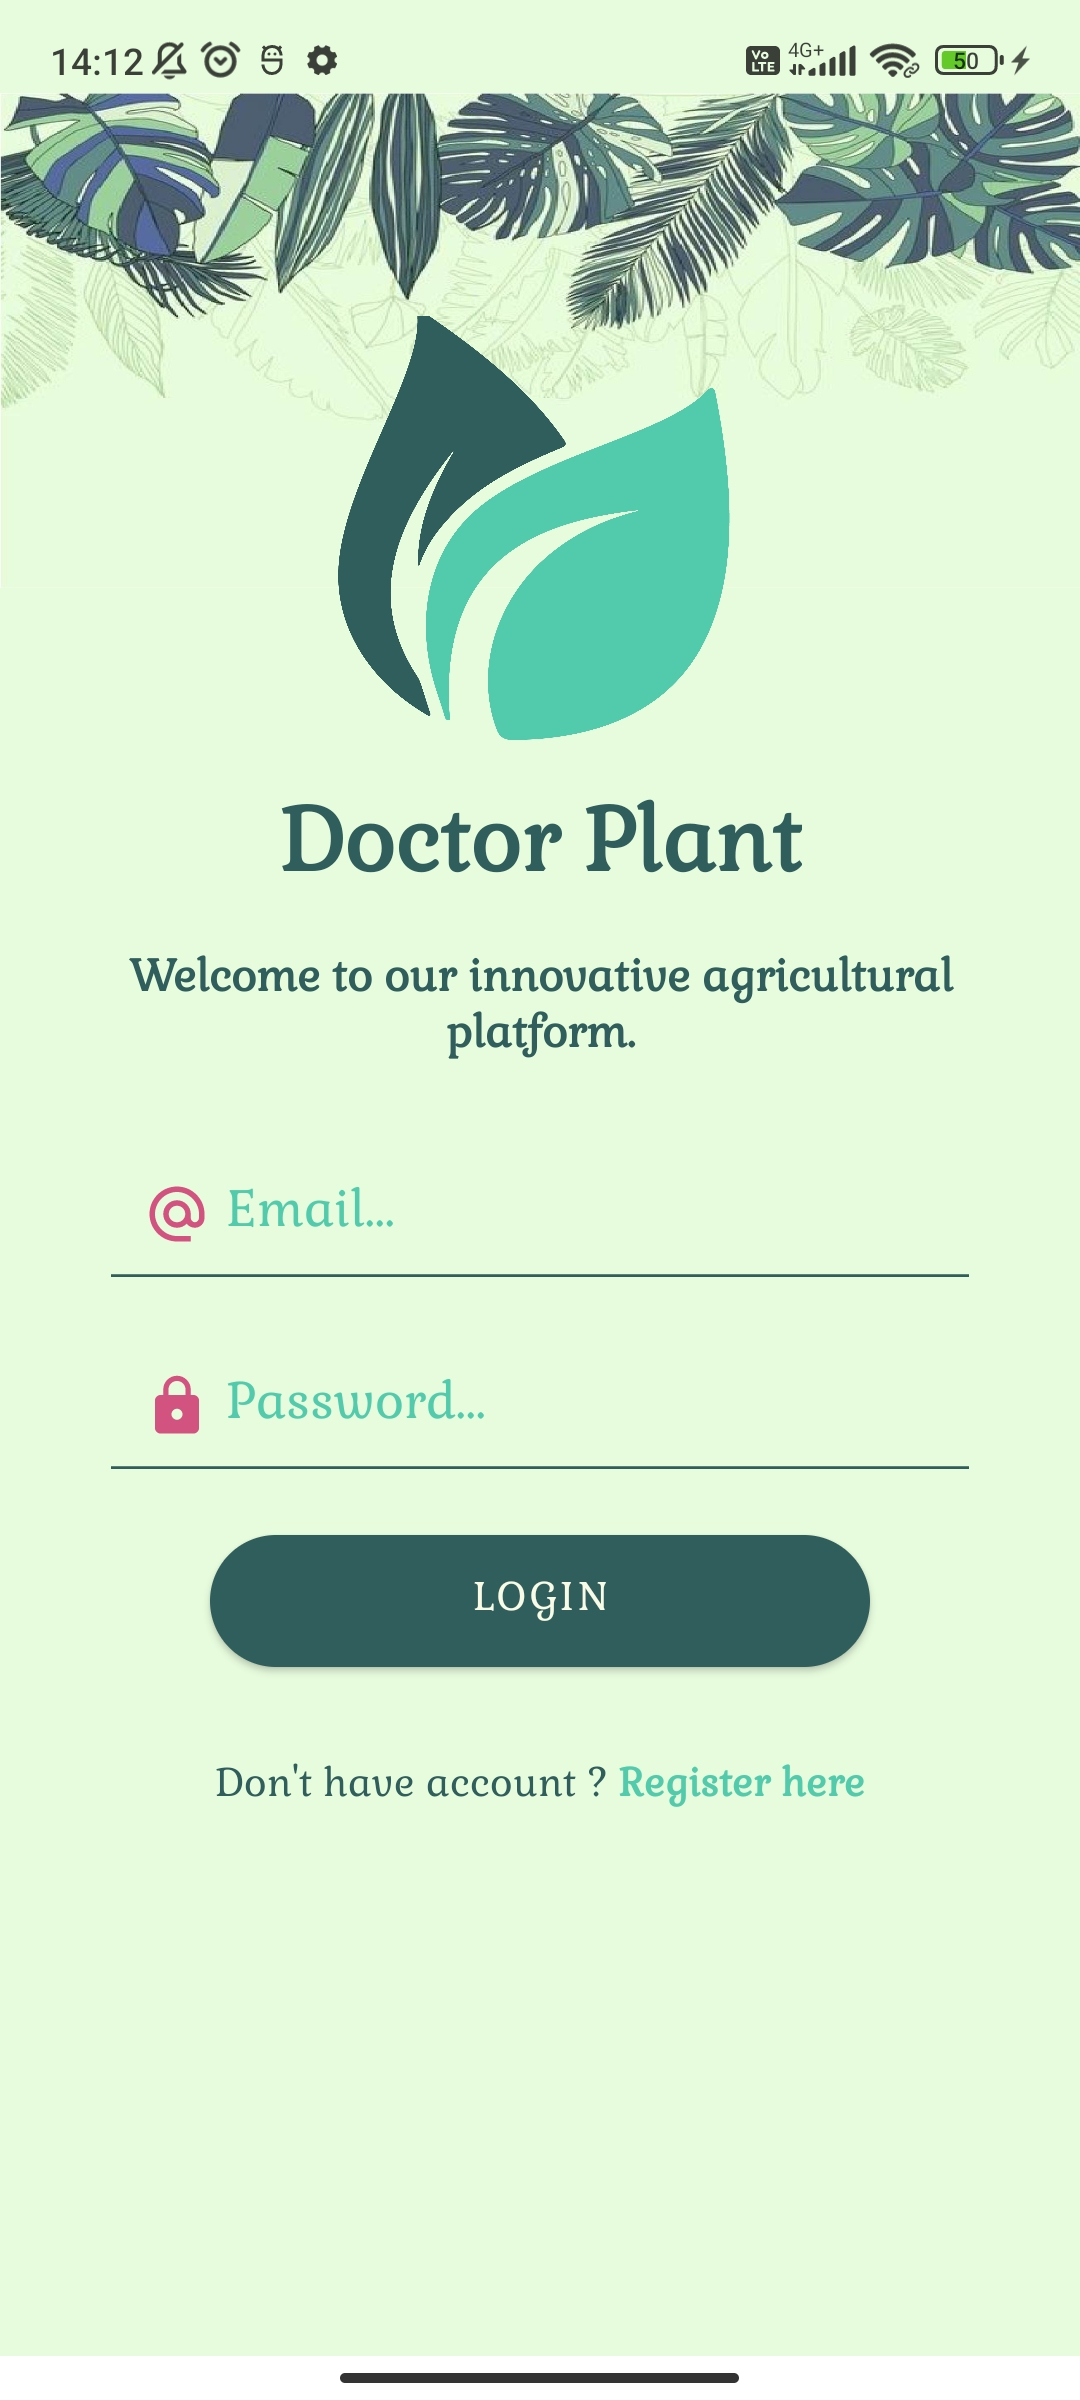 14:12 Vo LTE 4G+ 50
Doctor Plant
Welcome to our innovative agricultural
platform.
Email...
Password...
LOGIN
Don't have account ? Register here